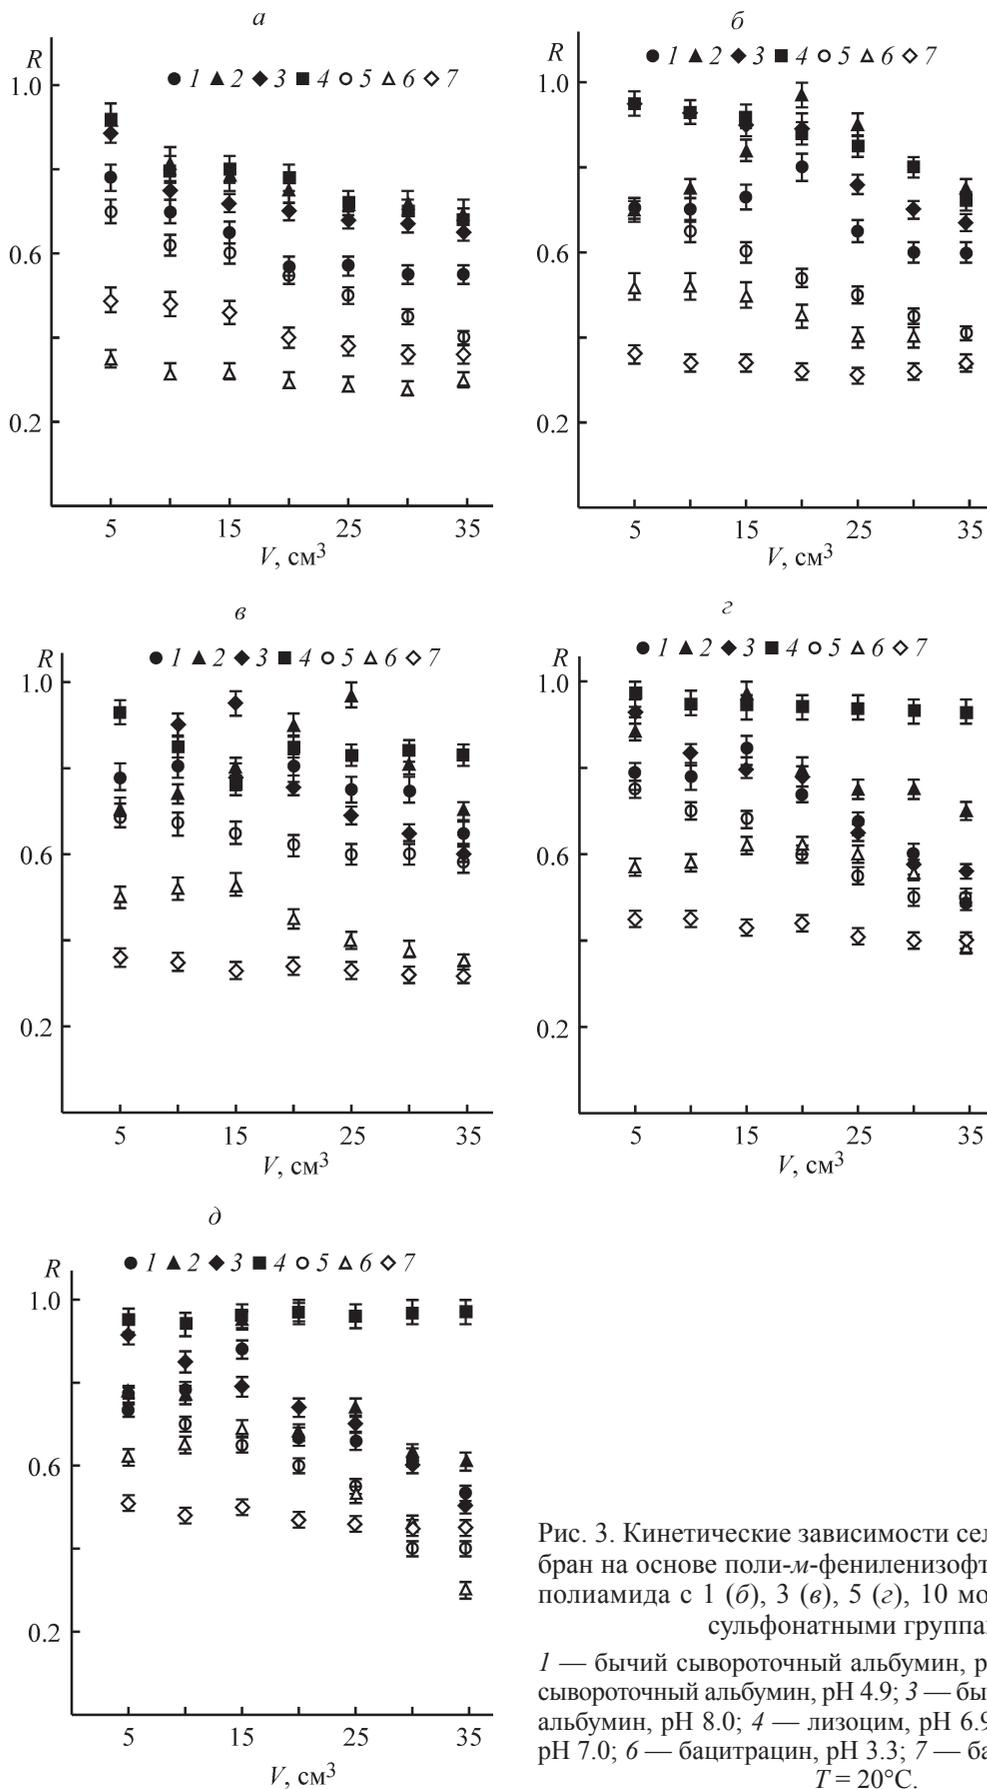 а
R
1 2 3 4 5 6 7
1.0
0.6
0.2
5 15 25 35
V, см³
б
R
1 2 3 4 5 6 7
1.0
0.6
0.2
5 15 25 35
V, см³
в
R
1 2 3 4 5 6 7
1.0
0.6
0.2
5 15 25 35
V, см³
г
R
1 2 3 4 5 6 7
1.0
0.6
0.2
5 15 25 35
V, см³
д
R
1 2 3 4 5 6 7
1.0
0.6
0.2
5 15 25 35
V, см³
Рис. 3. Кинетические зависимости
бран на основе поли-м-фениленизофт
полиамида с 1 (б), 3 (в), 5 (г), 10
сульфонатными
1 — бычий сывороточный альбумин,
сывороточный альбумин, pH 4.9; 3 —
альбумин, pH 8.0; 4 — лизоцим, pH 6.9
pH 7.0; 6 — бацитрацин, pH 3.3; 7 —
T = 20°C.